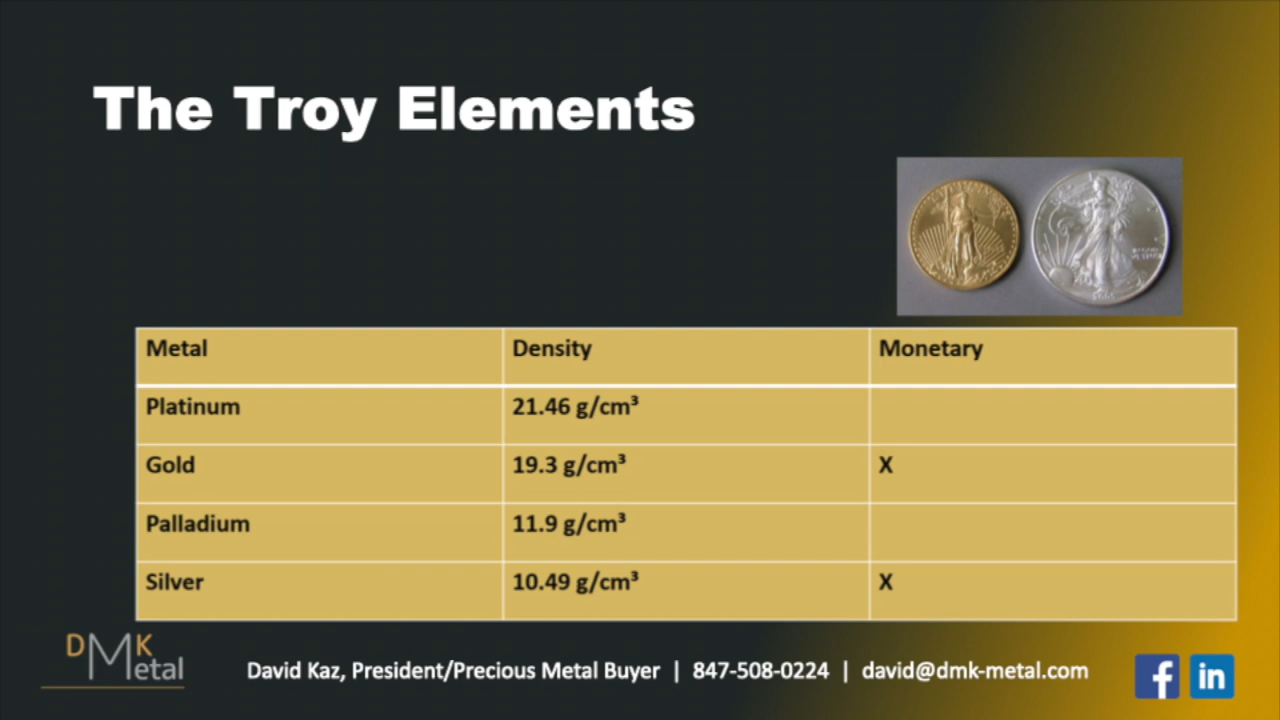 The Troy Elements
Metal Density Monetary
Platinum 21.46 g/cm³
Gold 19.3 g/cm³ X
Palladium 11.9 g/cm³
Silver 10.49 g/cm³ X
DMK
Metal
David Kaz, President/Precious Metal Buyer | 847-508-0224 | david@dmk-metal.com
f in